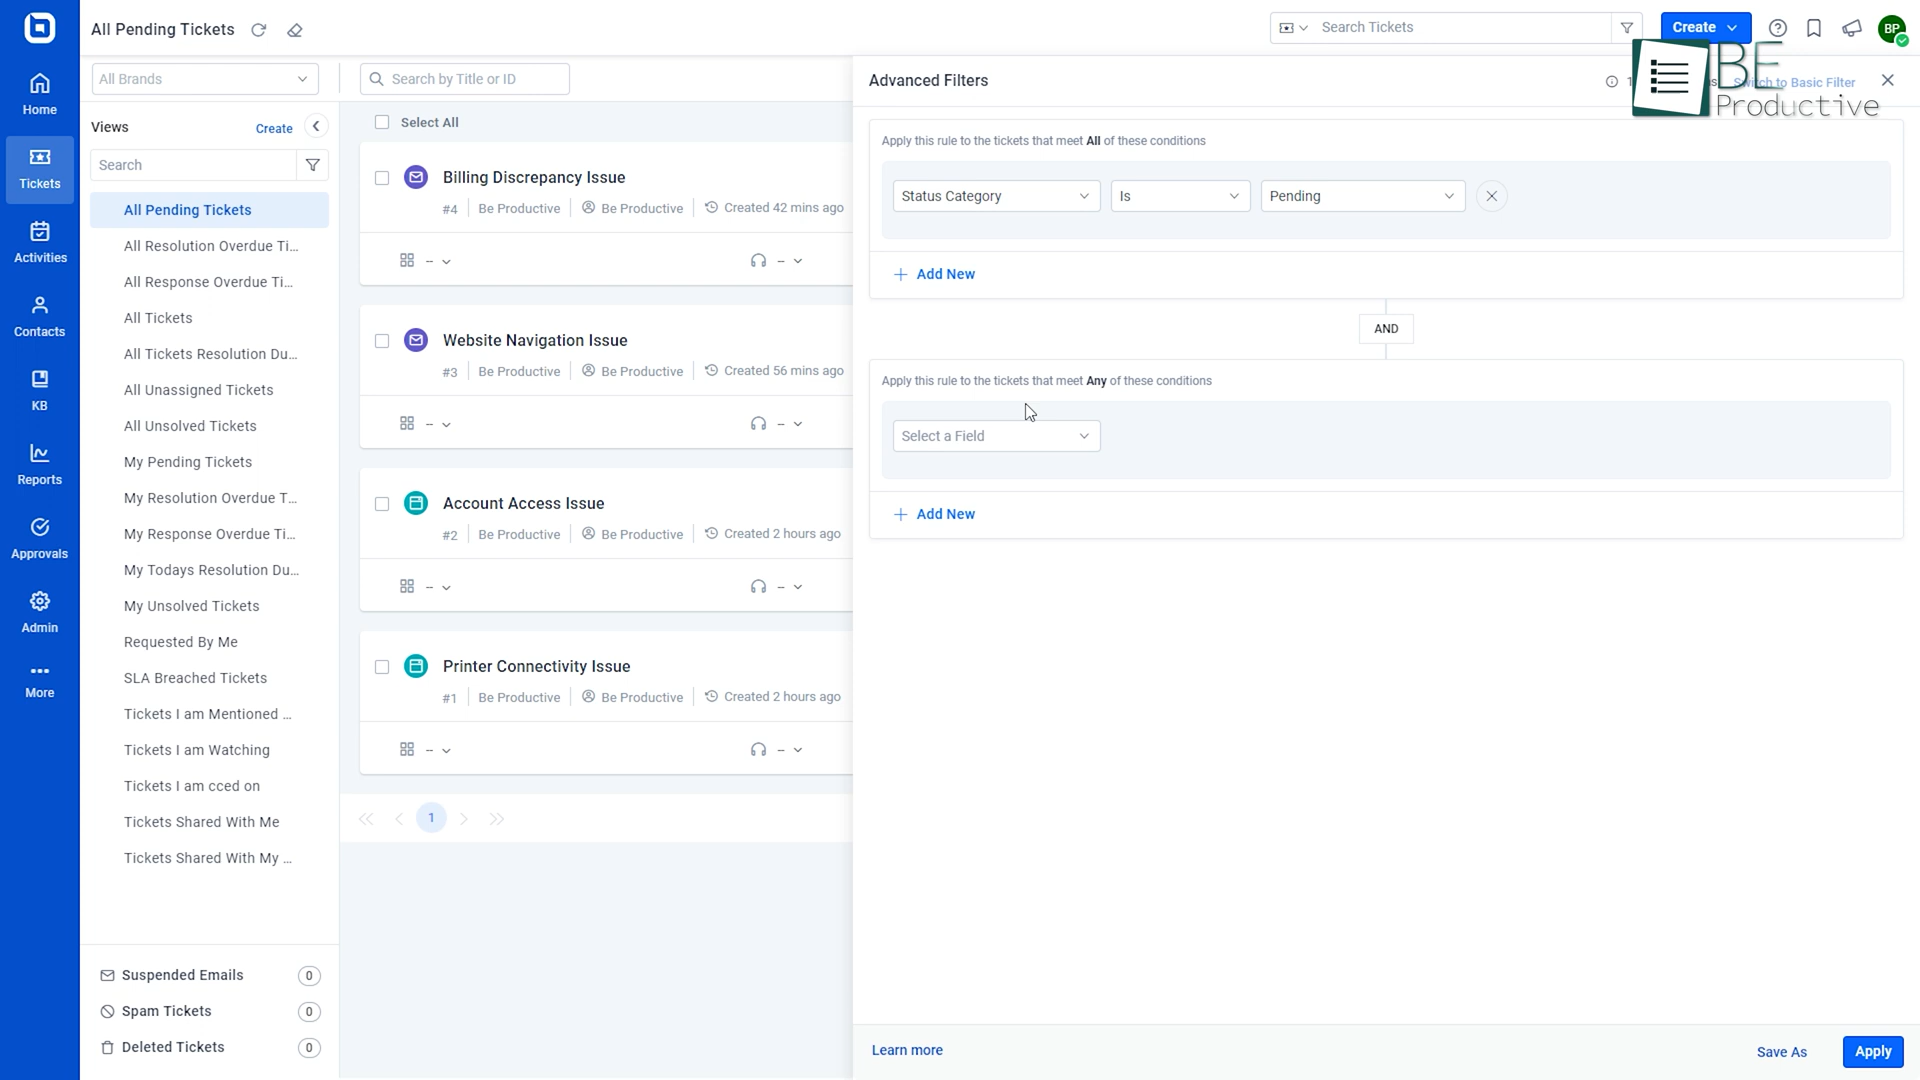 All Pending Tickets
Search Tickets
Create
BP
BE
Productive
Home
Tickets
Activities
Contacts
KB
Reports
Approvals
Admin
More
All Brands
Views
Create
Search
All Pending Tickets
All Resolution Overdue Ti...
All Response Overdue Ti...
All Tickets
All Tickets Resolution Du...
All Unassigned Tickets
All Unsolved Tickets
My Pending Tickets
My Resolution Overdue T...
My Response Overdue Ti...
My Todays Resolution Du...
My Unsolved Tickets
Requested By Me
SLA Breached Tickets
Tickets I am Mentioned ...
Tickets I am Watching
Tickets I am cced on
Tickets Shared With Me
Tickets Shared With My ...
Suspended Emails 0
Spam Tickets 0
Deleted Tickets 0
Search by Title or ID
Select All
Billing Discrepancy Issue
#4 Be Productive Be Productive Created 42 mins ago
-- --
Website Navigation Issue
#3 Be Productive Be Productive Created 56 mins ago
-- --
Account Access Issue
#2 Be Productive Be Productive Created 2 hours ago
-- --
Printer Connectivity Issue
#1 Be Productive Be Productive Created 2 hours ago
-- --
1
Advanced Filters
Switch to Basic Filter
Apply this rule to the tickets that meet All of these conditions
Status Category Is Pending
Add New
AND
Apply this rule to the tickets that meet Any of these conditions
Select a Field
Add New
Learn more
Save As
Apply